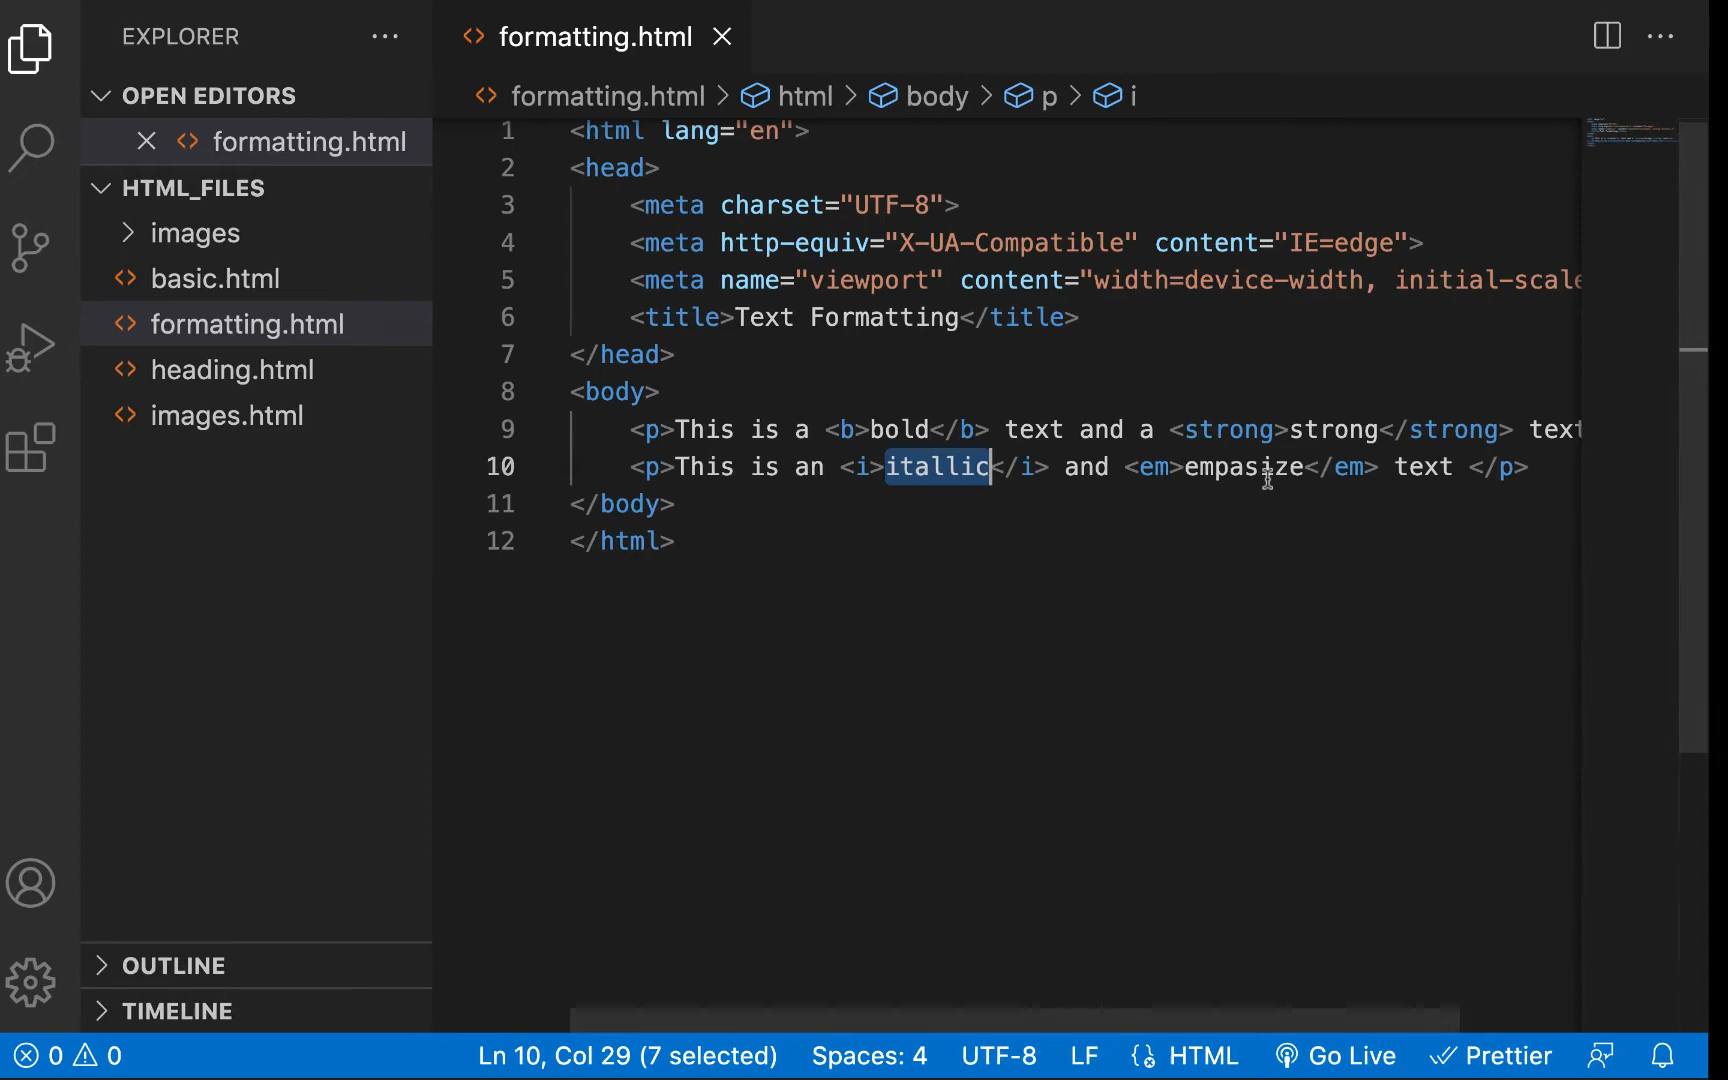 EXPLORER
formatting.html
OPEN EDITORS
formatting.html > html > body > p > i
formatting.html
HTML_FILES
images
basic.html
formatting.html
heading.html
images.html
1 <html lang="en">
2 <head>
3 <meta charset="UTF-8">
4 <meta http-equiv="X-UA-Compatible" content="IE=edge">
5 <meta name="viewport" content="width=device-width, initial-scale
6 <title>Text Formatting</title>
7 </head>
8 <body>
9 <p>This is a <b>bold</b> text and a <strong>strong</strong> text
10 <p>This is an <i>itallic</i> and <em>empasize</em> text </p>
11 </body>
12 </html>
OUTLINE
TIMELINE
0 0 Ln 10, Col 29 (7 selected) Spaces: 4 UTF-8 LF HTML Go Live Prettier